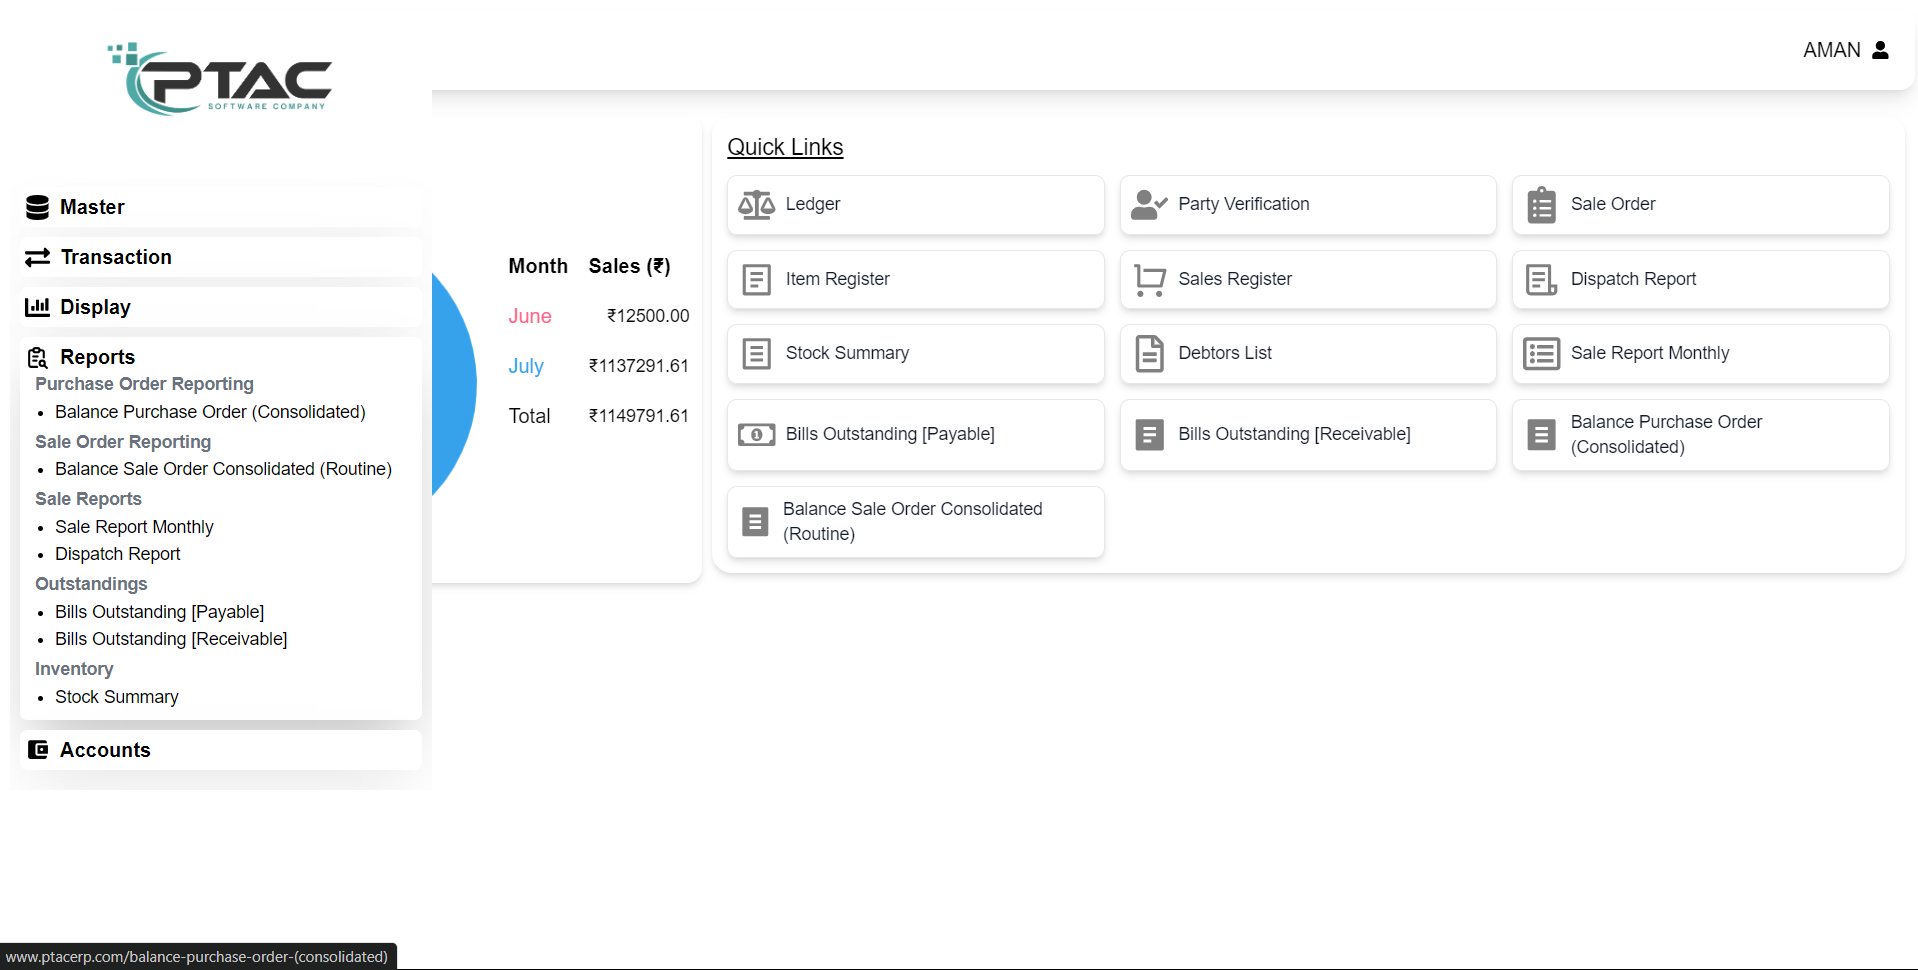 PTAC
SOFTWARE COMPANY
AMAN
Master
Transaction
Display
Reports
Purchase Order Reporting
Balance Purchase Order (Consolidated)
Sale Order Reporting
Balance Sale Order Consolidated (Routine)
Sale Reports
Sale Report Monthly
Dispatch Report
Outstandings
Bills Outstanding [Payable]
Bills Outstanding [Receivable]
Inventory
Stock Summary
Accounts
Month Sales (₹)
June ₹12500.00
July ₹1137291.61
Total ₹1149791.61
Quick Links
Ledger
Party Verification
Sale Order
Item Register
Sales Register
Dispatch Report
Stock Summary
Debtors List
Sale Report Monthly
Bills Outstanding [Payable]
Bills Outstanding [Receivable]
Balance Purchase Order
(Consolidated)
Balance Sale Order Consolidated
(Routine)
www.ptacerp.com/balance-purchase-order-(consolidated)